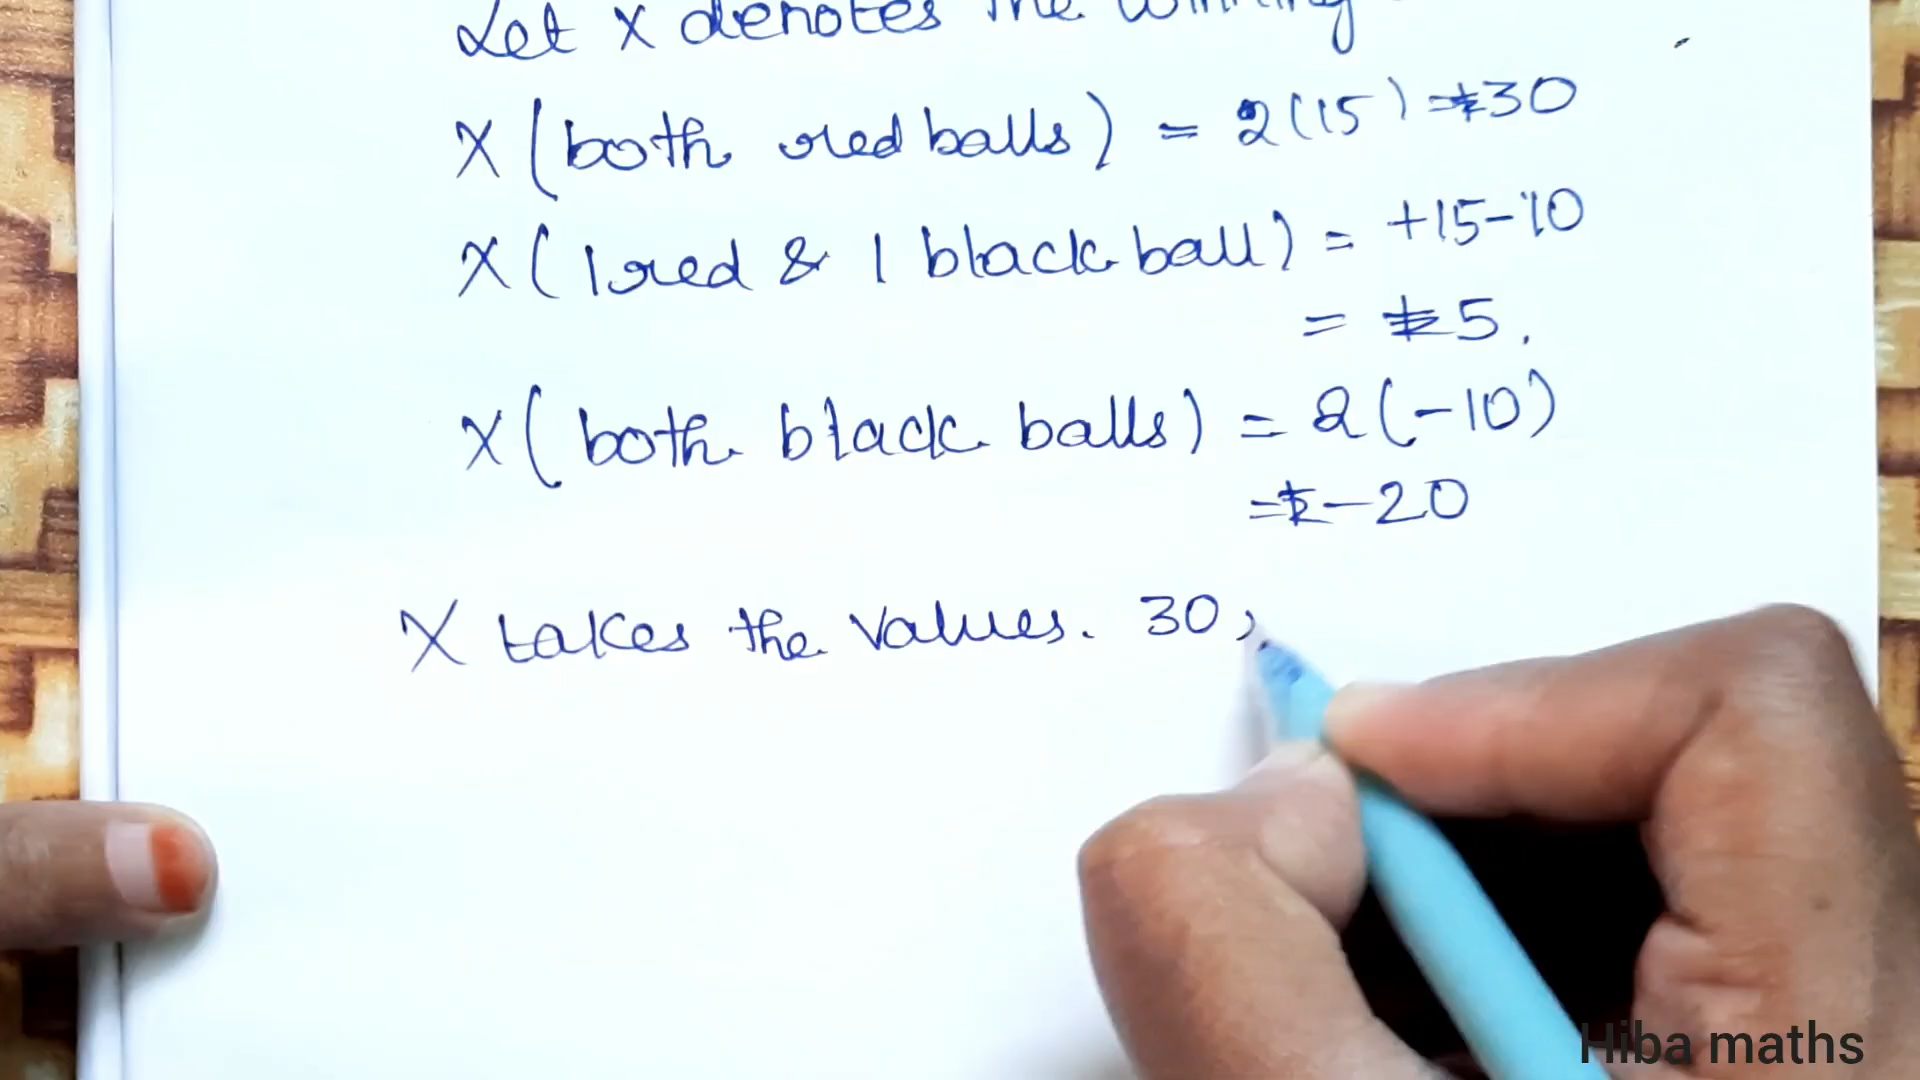 Let X denotes the winning
X (both red balls) = 2(15) = ₹30
X (1 red & 1 black ball) = +15-10
= ₹5.
X (both black balls) = 2(-10)
= ₹-20
X takes the values. 30,
Hiba maths